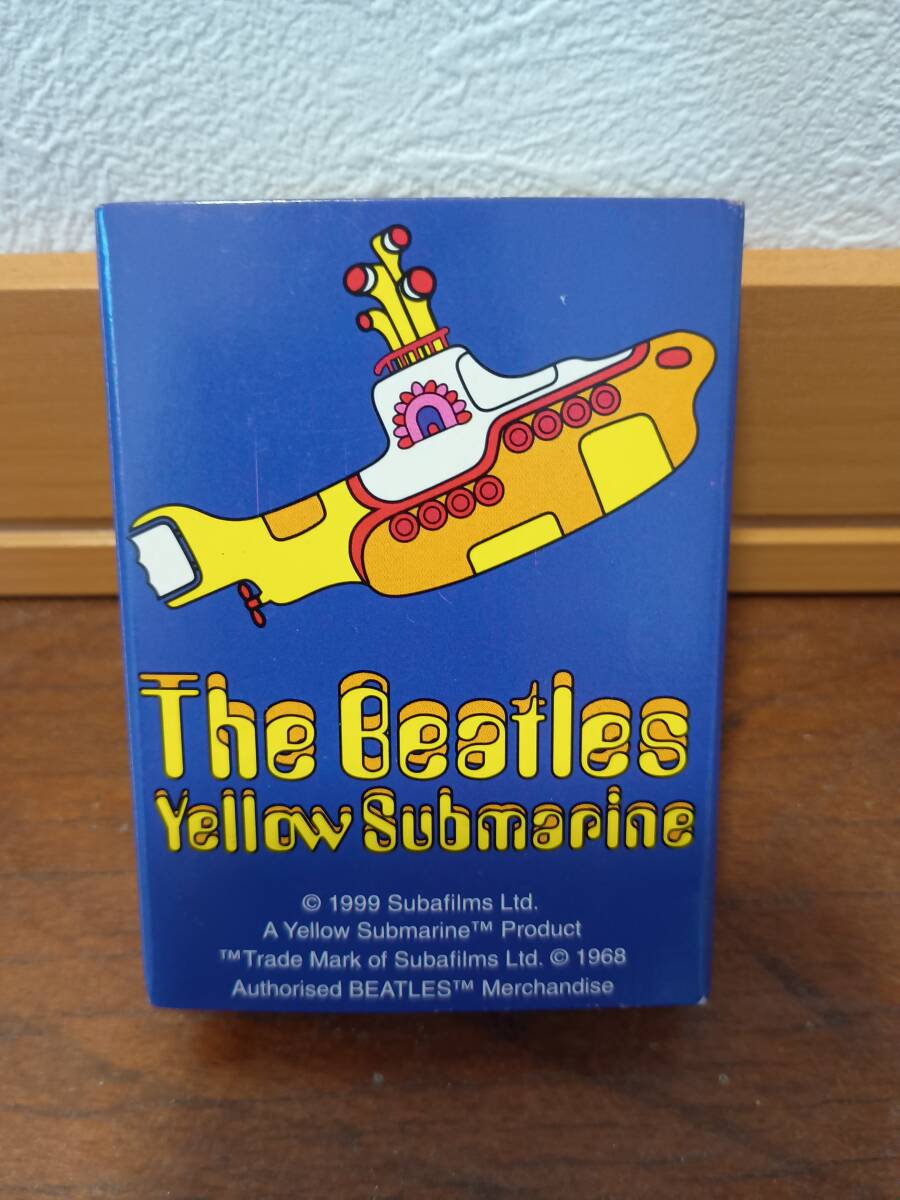 The Beatles
Yellow Submarine
© 1999 Subafilms Ltd.
A Yellow Submarine™ Product
™Trade Mark of Subafilms Ltd. © 1968
Authorised BEATLES™ Merchandise